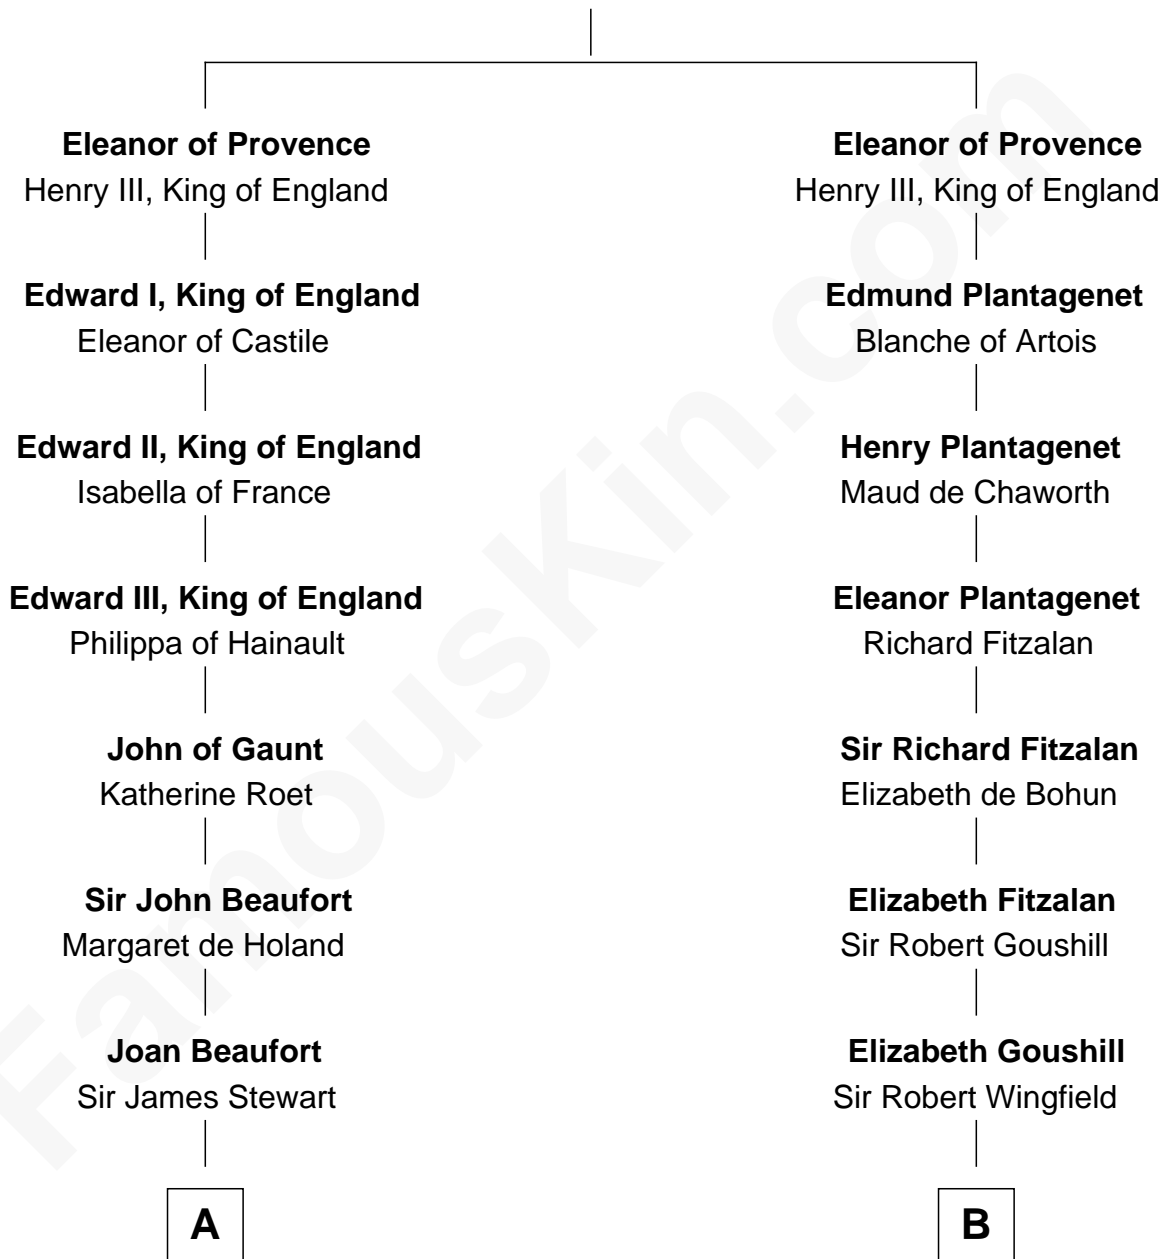 Eleanor of Provence
Henry III, King of England
Edward I, King of England
Eleanor of Castile
Edward II, King of England
Isabella of France
Edward III, King of England
Philippa of Hainault
John of Gaunt
Katherine Roet
Sir John Beaufort
Margaret de Holand
Joan Beaufort
Sir James Stewart
A
Eleanor of Provence
Henry III, King of England
Edmund Plantagenet
Blanche of Artois
Henry Plantagenet
Maud de Chaworth
Eleanor Plantagenet
Richard Fitzalan
Sir Richard Fitzalan
Elizabeth de Bohun
Elizabeth Fitzalan
Sir Robert Goushill
Elizabeth Goushill
Sir Robert Wingfield
B
FamousKin.com